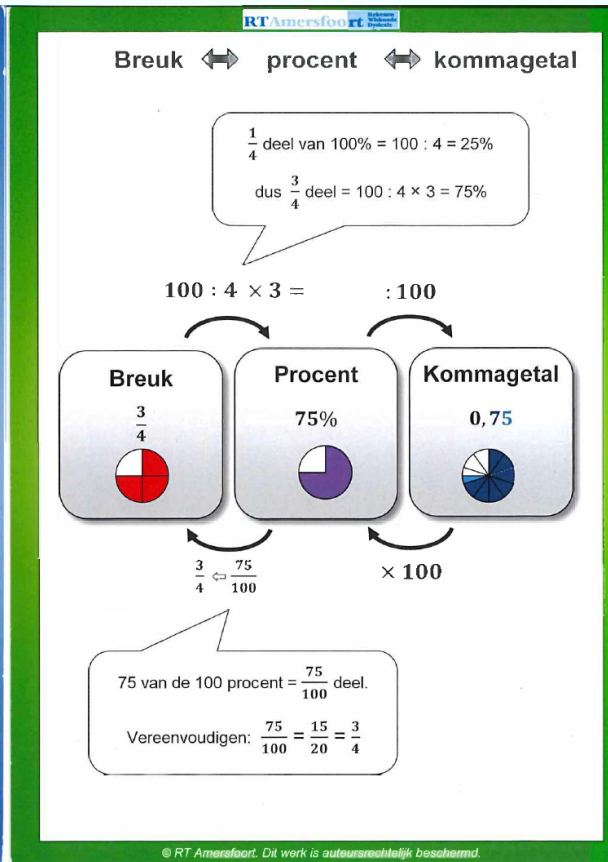 RTAmersfoort Rekenen Wiskunde Dyslexie
Breuk ⇔ procent ⇔ kommagetal
1/4 deel van 100% = 100 : 4 = 25%
dus 3/4 deel = 100 : 4 × 3 = 75%
100 : 4 × 3 = : 100
Breuk Procent Kommagetal
3/4 75% 0,75
3/4 ⇦ 75/100 × 100
75 van de 100 procent = 75/100 deel.
Vereenvoudigen: 75/100 = 15/20 = 3/4
© RT Amersfoort. Dit werk is auteursrechtelijk beschermd.